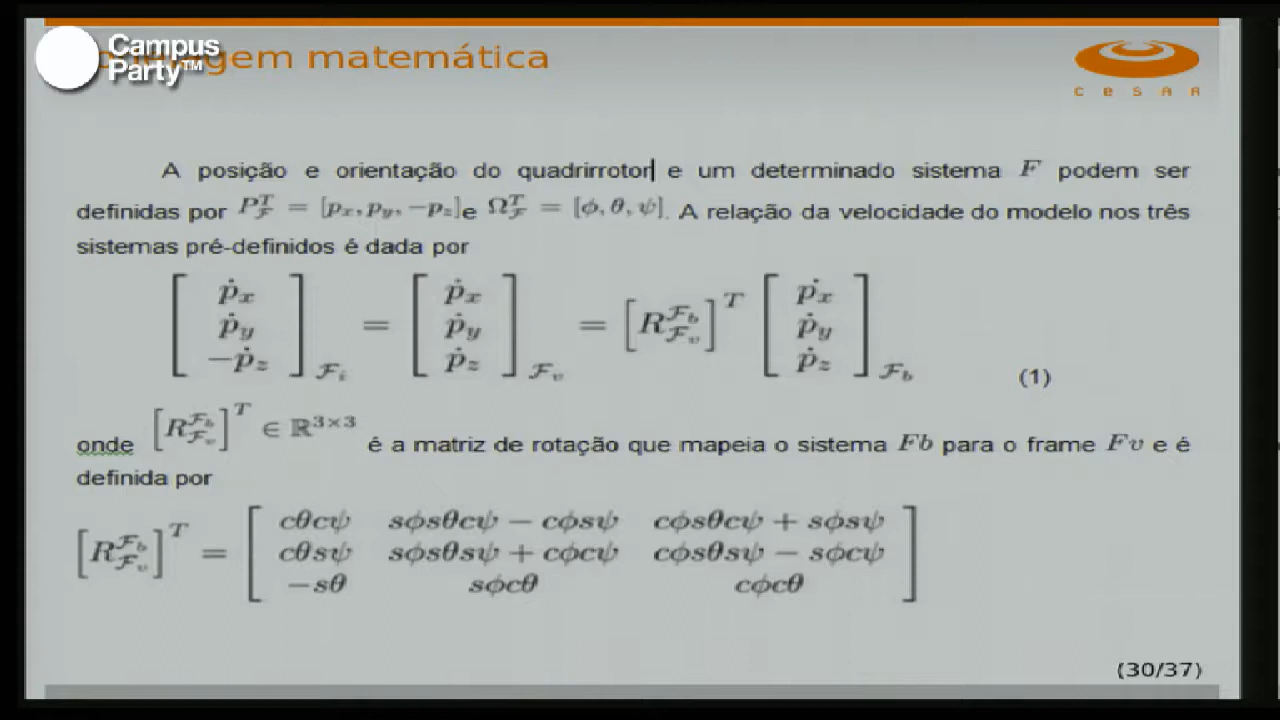 Campus
Party™
agem matemática
CESAR
A posição e orientação do quadrirrotor e um determinado sistema F podem ser
definidas por P_F^T = [p_x, p_y, −p_z] e Ω_F^T = [ϕ, θ, ψ]. A relação da velocidade do modelo nos três
sistemas pré-definidos é dada por
[ṗ_x ṗ_y −ṗ_z]_{F_i} = [ṗ_x ṗ_y ṗ_z]_{F_v} = [R_{F_v}^{F_b}]^T [ṗ_x ṗ_y ṗ_z]_{F_b} (1)
onde [R_{F_v}^{F_b}]^T ∈ ℝ^{3×3} é a matriz de rotação que mapeia o sistema Fb para o frame Fv e é
definida por
[R_{F_v}^{F_b}]^T =
cθcψ sϕsθcψ − cϕsψ cϕsθcψ + sϕsψ
cθsψ sϕsθsψ + cϕcψ cϕsθsψ − sϕcψ
−sθ sϕcθ cϕcθ
(30/37)